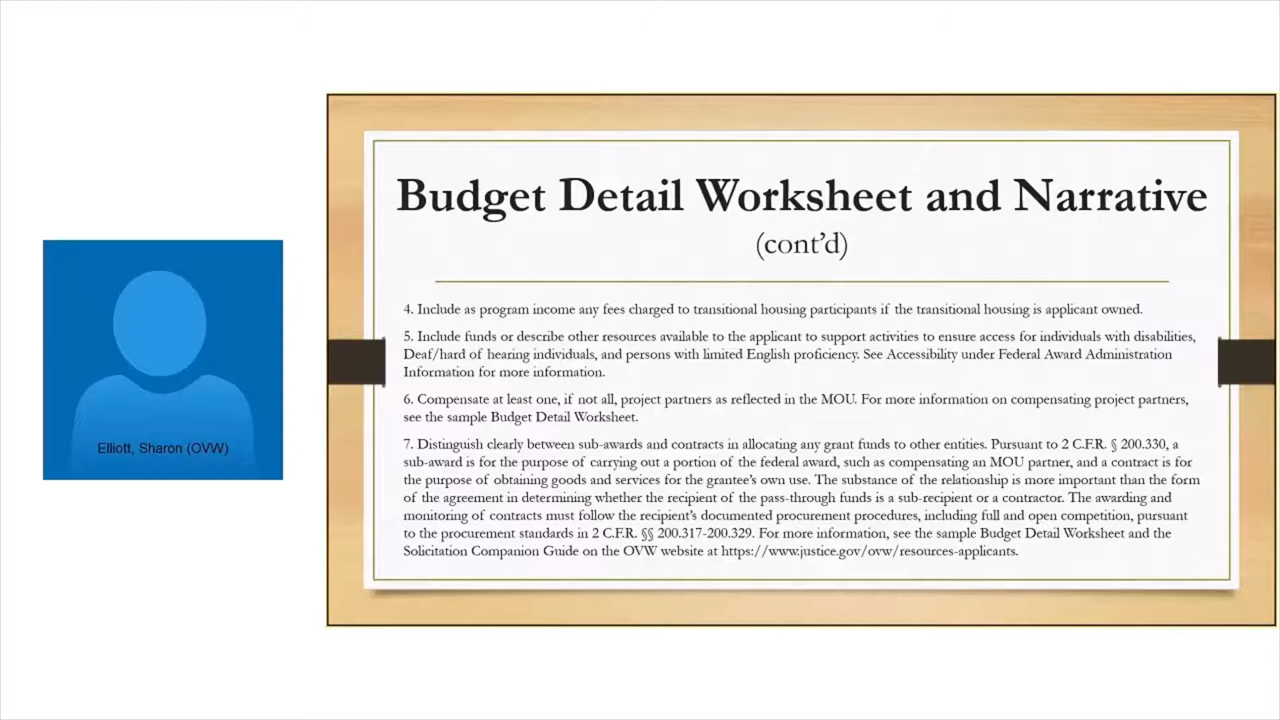 Budget Detail Worksheet and Narrative
(cont’d)
4. Include as program income any fees charged to transitional housing participants if the transitional housing is applicant owned.
5. Include funds or describe other resources available to the applicant to support activities to ensure access for individuals with disabilities,
Deaf/hard of hearing individuals, and persons with limited English proficiency. See Accessibility under Federal Award Administration
Information for more information.
6. Compensate at least one, if not all, project partners as reflected in the MOU. For more information on compensating project partners,
see the sample Budget Detail Worksheet.
7. Distinguish clearly between sub-awards and contracts in allocating any grant funds to other entities. Pursuant to 2 C.F.R. § 200.330, a
sub-award is for the purpose of carrying out a portion of the federal award, such as compensating an MOU partner, and a contract is for
the purpose of obtaining goods and services for the grantee’s own use. The substance of the relationship is more important than the form
of the agreement in determining whether the recipient of the pass-through funds is a sub-recipient or a contractor. The awarding and
monitoring of contracts must follow the recipient’s documented procurement procedures, including full and open competition, pursuant
to the procurement standards in 2 C.F.R. §§ 200.317-200.329. For more information, see the sample Budget Detail Worksheet and the
Solicitation Companion Guide on the OVW website at https://www.justice.gov/ovw/resources-applicants.
Elliott, Sharon (OVW)